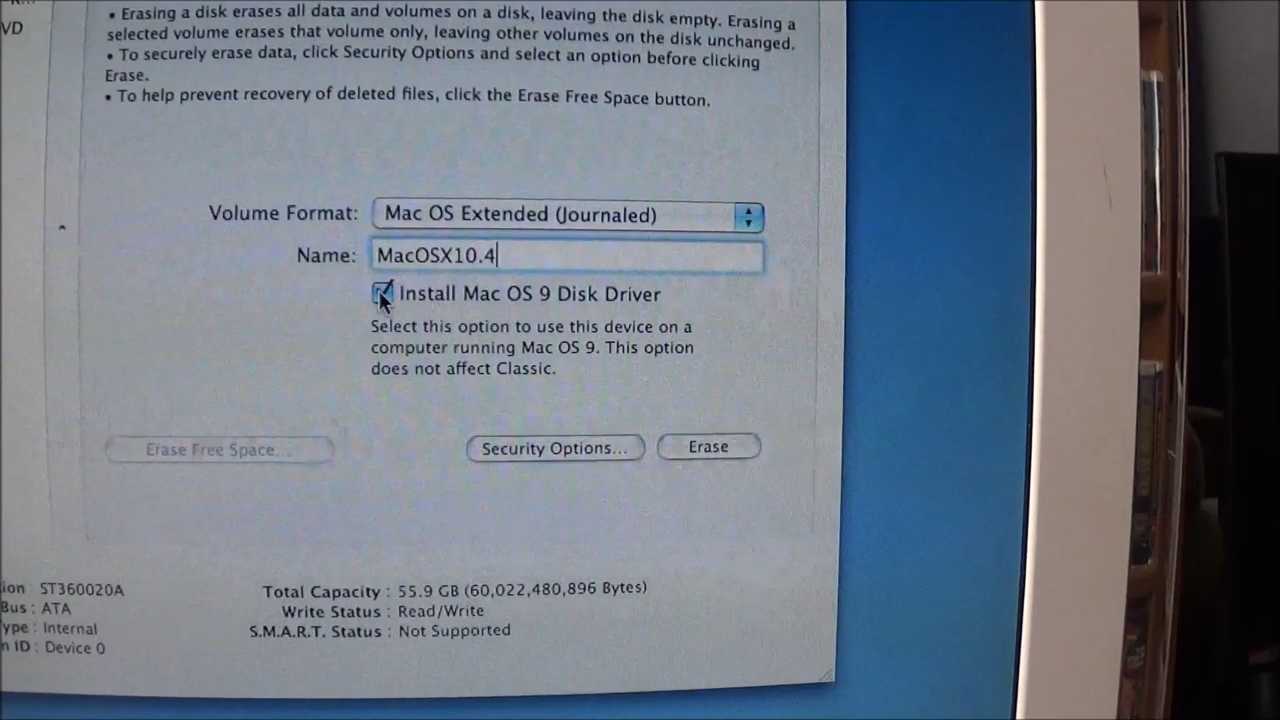 VD
• Erasing a disk erases all data and volumes on a disk, leaving the disk empty. Erasing a
selected volume erases that volume only, leaving other volumes on the disk unchanged.
• To securely erase data, click Security Options and select an option before clicking
Erase.
• To help prevent recovery of deleted files, click the Erase Free Space button.
Volume Format: Mac OS Extended (Journaled)
Name: MacOSX10.4
Install Mac OS 9 Disk Driver
Select this option to use this device on a
computer running Mac OS 9. This option
does not affect Classic.
Erase Free Space... Security Options... Erase
ion : ST360020A Total Capacity : 55.9 GB (60,022,480,896 Bytes)
Bus : ATA Write Status : Read/Write
ype : Internal S.M.A.R.T. Status : Not Supported
n ID : Device 0